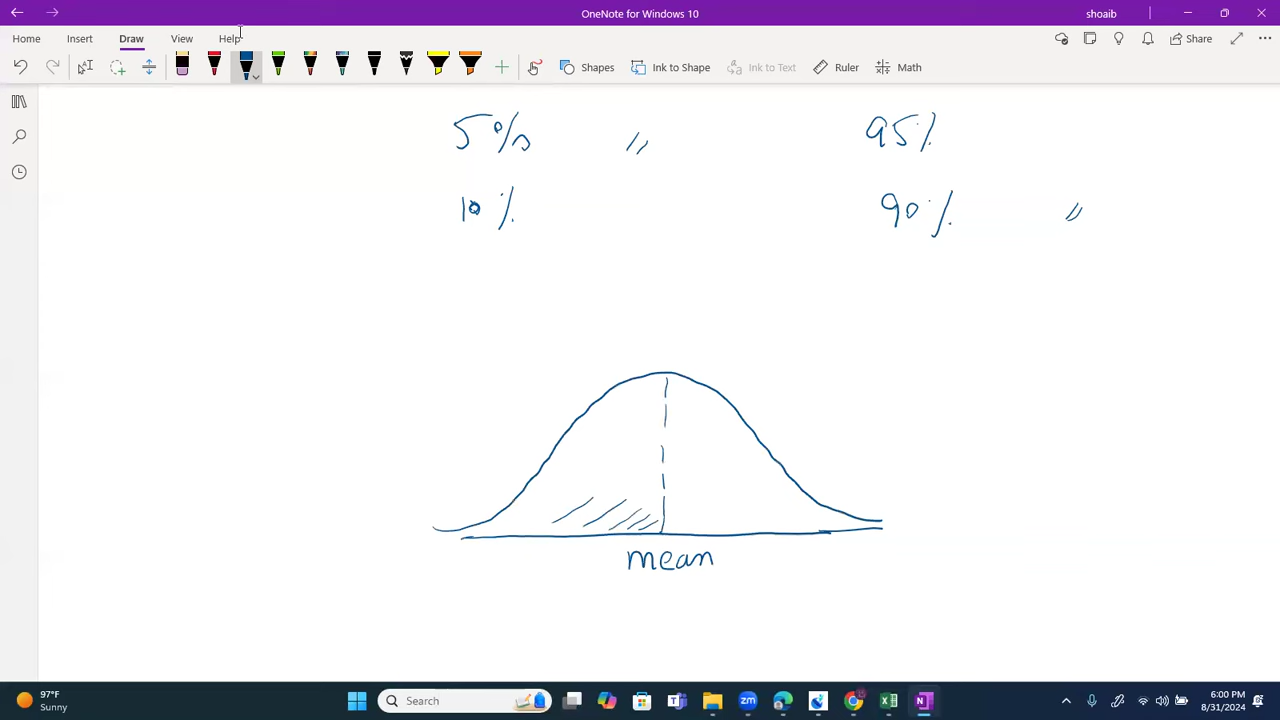 OneNote for Windows 10
shoaib
Home Insert Draw View Help
Share
Shapes Ink to Shape Ink to Text Ruler Math
5% 〃 95%
10% 90% 〃
mean
97°F
Sunny
Search
6:00 PM
8/31/2024